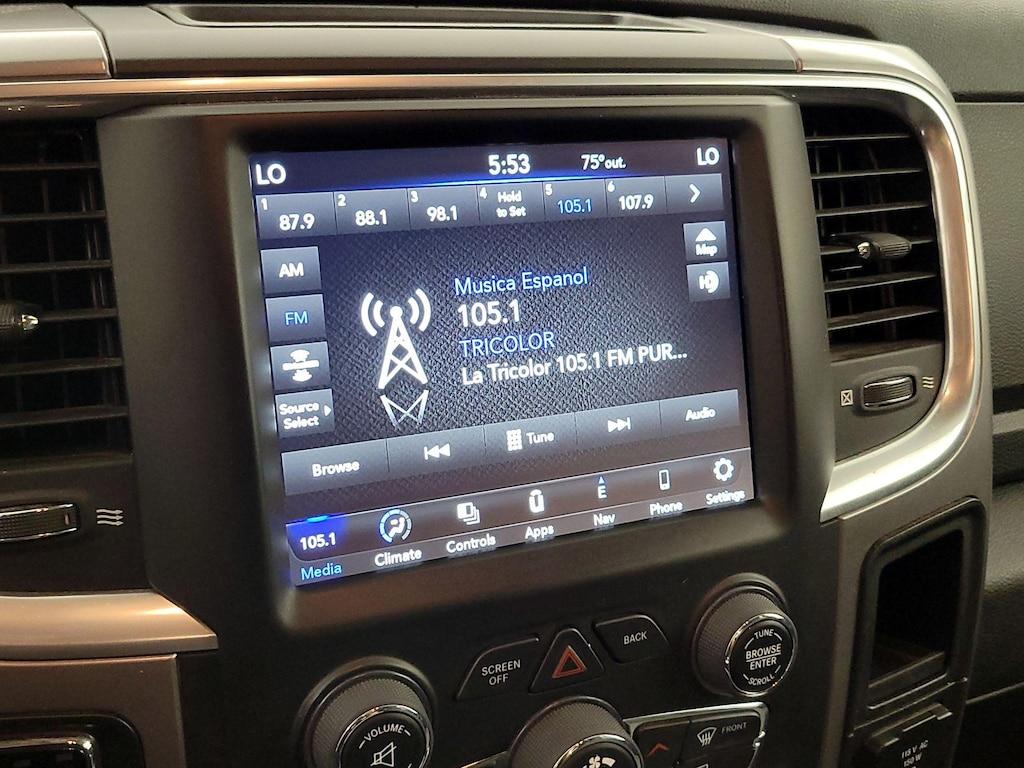 LO
5:53
75° out.
LO
1
87.9
2
88.1
3
98.1
4
Hold
to Set
5
105.1
6
107.9
AM
FM
Source
Select
Map
Musica Espanol
105.1
TRICOLOR
La Tricolor 105.1 FM PUR...
Browse
Tune
Audio
105.1
Media
Climate
Controls
Apps
E
Nav
Phone
Settings
SCREEN
OFF
BACK
TUNE
BROWSE
ENTER
SCROLL
VOLUME
FRONT
115 V AC
150 W